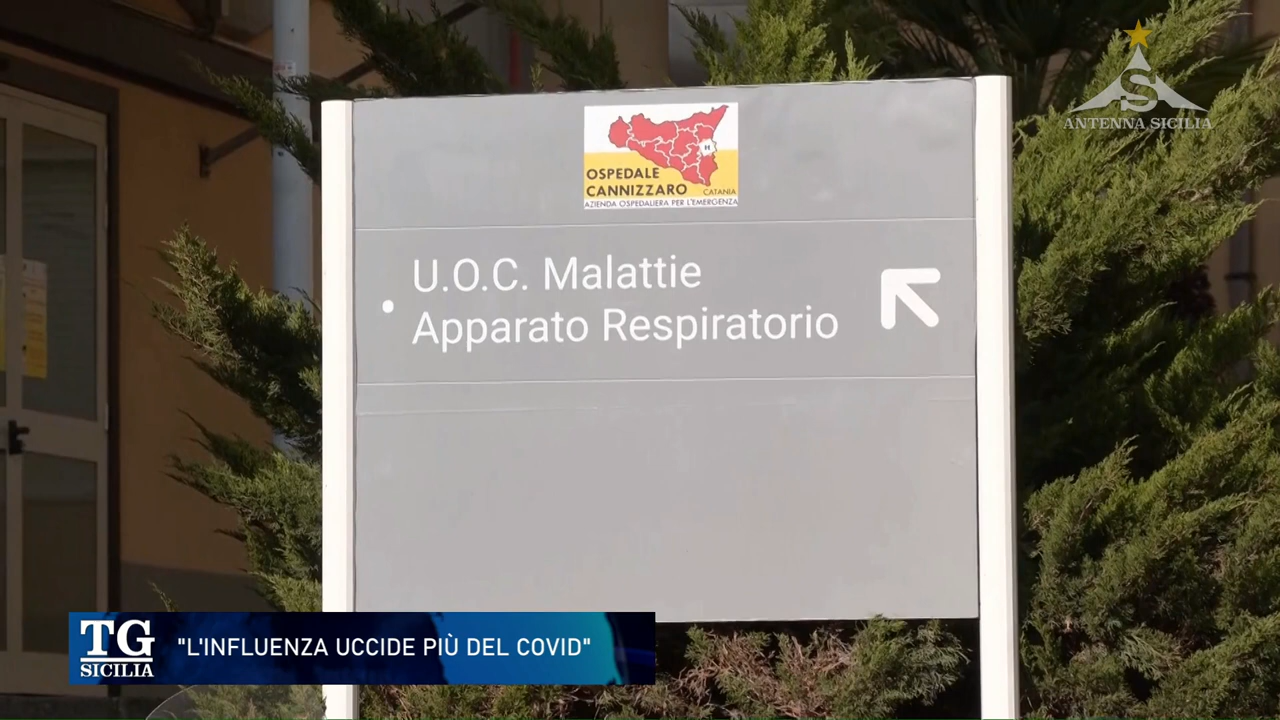 S
ANTENNA SICILIA
H
OSPEDALE
CANNIZZARO
CATANIA
AZIENDA OSPEDALIERA PER L'EMERGENZA
U.O.C. Malattie
Apparato Respiratorio
TG
SICILIA
"L'INFLUENZA UCCIDE PIÙ DEL COVID"